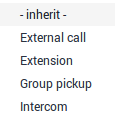 - inherit -
External call
Extension
Group pickup
Intercom